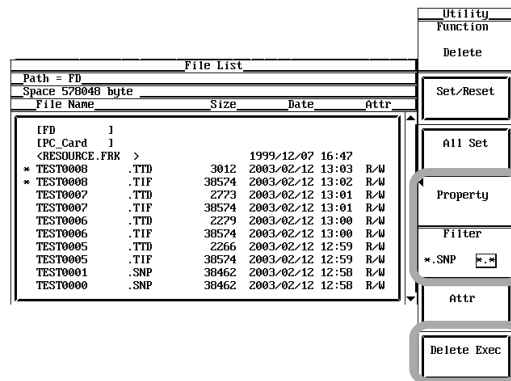 Utility
Function
Delete
File List
Path = FD
Space 578048 byte
File Name Size Date Attr
[FD ]
[PC_Card ]
<RESOURCE.FRK > 1999/12/07 16:47
* TEST0008 .TTD 3012 2003/02/12 13:03 R/W
* TEST0008 .TIF 38574 2003/02/12 13:02 R/W
TEST0007 .TTD 2773 2003/02/12 13:01 R/W
TEST0007 .TIF 38574 2003/02/12 13:01 R/W
TEST0006 .TTD 2279 2003/02/12 13:00 R/W
TEST0006 .TIF 38574 2003/02/12 13:00 R/W
TEST0005 .TTD 2266 2003/02/12 12:59 R/W
TEST0005 .TIF 38574 2003/02/12 12:59 R/W
TEST0001 .SNP 38462 2003/02/12 12:58 R/W
TEST0000 .SNP 38462 2003/02/12 12:58 R/W
Set/Reset
All Set
Property
Filter
*.SNP *.*
Attr
Delete Exec